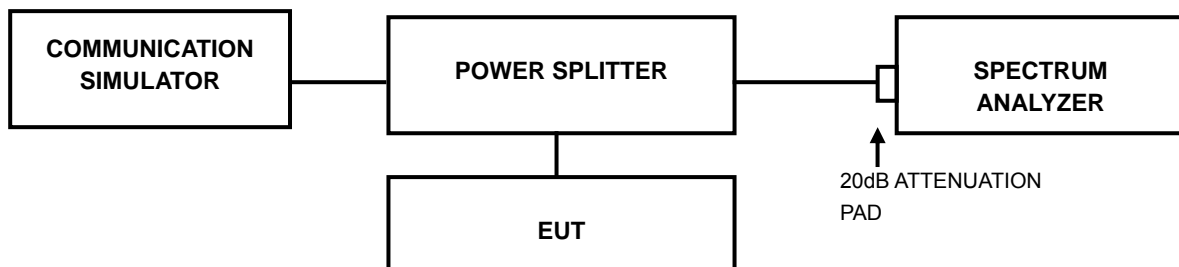 COMMUNICATION
SIMULATOR
POWER SPLITTER
SPECTRUM
ANALYZER
20dB ATTENUATION
PAD
EUT